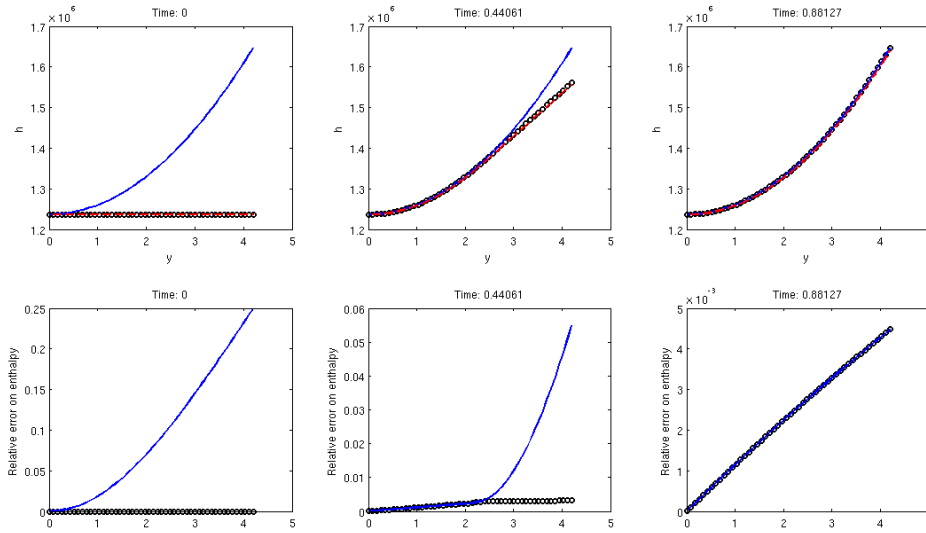 Time: 0
× 10^6
1.7
1.6
1.5
1.4
1.3
1.2
h
0 1 2 3 4 5
y
Time: 0.44061
× 10^6
1.7
1.6
1.5
1.4
1.3
1.2
h
0 1 2 3 4 5
y
Time: 0.88127
× 10^6
1.7
1.6
1.5
1.4
1.3
1.2
h
0 1 2 3 4
y
Time: 0
0.25
0.2
0.15
0.1
0.05
0
Relative error on enthalpy
0 1 2 3 4 5
Time: 0.44061
0.06
0.05
0.04
0.03
0.02
0.01
0
Relative error on enthalpy
0 1 2 3 4 5
Time: 0.88127
× 10^-3
5
4
3
2
1
0
Relative error on enthalpy
0 1 2 3 4